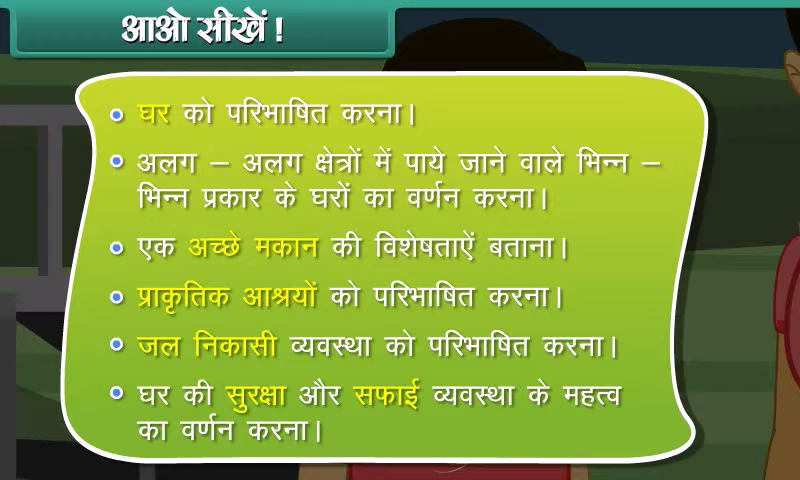 आओ सीखें!
घर को परिभाषित करना।
अलग – अलग क्षेत्रों में पाये जाने वाले भिन्न –
भिन्न प्रकार के घरों का वर्णन करना।
एक अच्छे मकान की विशेषताऐं बताना।
प्राकृतिक आश्रयों को परिभाषित करना।
जल निकासी व्यवस्था को परिभाषित करना।
घर की सुरक्षा और सफाई व्यवस्था के महत्व
का वर्णन करना।